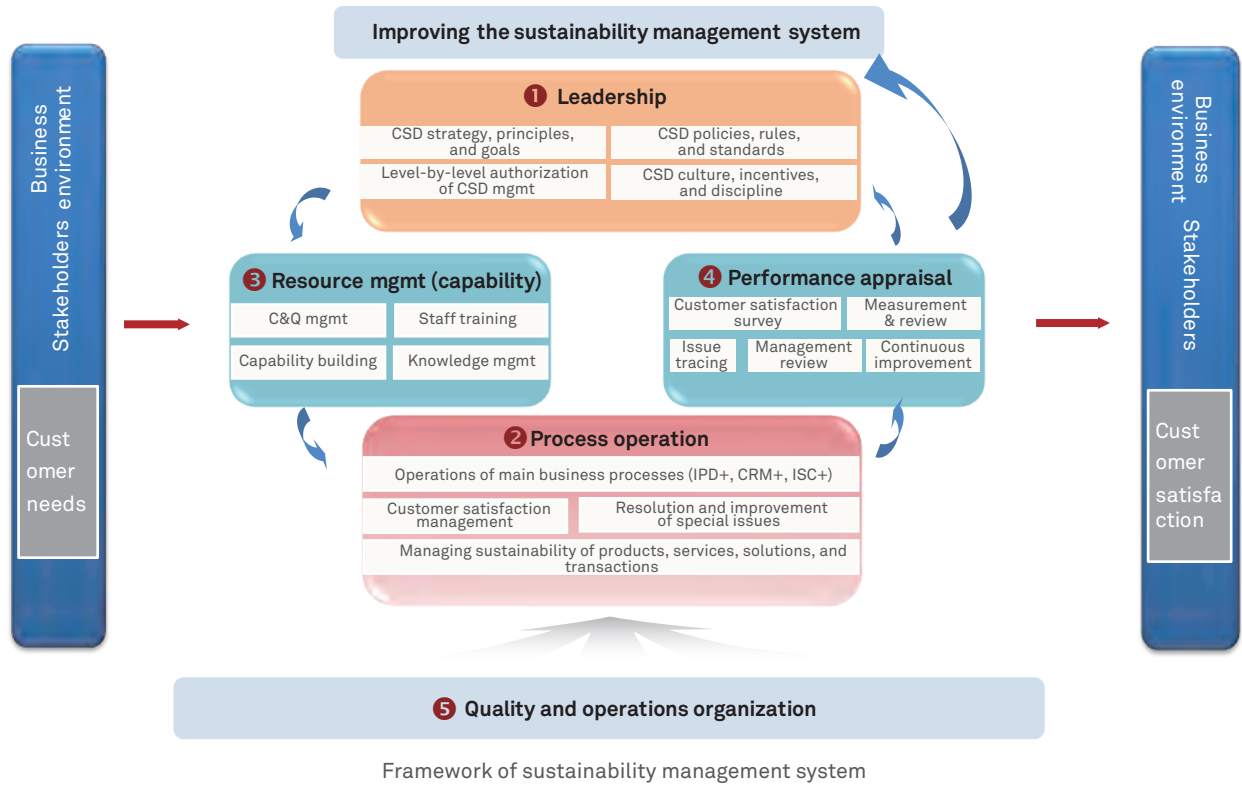 Improving the sustainability management system
Business
environment
Stakeholders
Cust
omer
needs
❶ Leadership
CSD strategy, principles,
and goals
CSD policies, rules,
and standards
Level-by-level authorization
of CSD mgmt
CSD culture, incentives,
and discipline
❸ Resource mgmt (capability)
C&Q mgmt
Staff training
Capability building
Knowledge mgmt
❹ Performance appraisal
Customer satisfaction
survey
Measurement
& review
Issue
tracing
Management
review
Continuous
improvement
❷ Process operation
Operations of main business processes (IPD+, CRM+, ISC+)
Customer satisfaction
management
Resolution and improvement
of special issues
Managing sustainability of products, services, solutions, and
transactions
Business
environment
Stakeholders
Cust
omer
satisfa
ction
❺ Quality and operations organization
Framework of sustainability management system